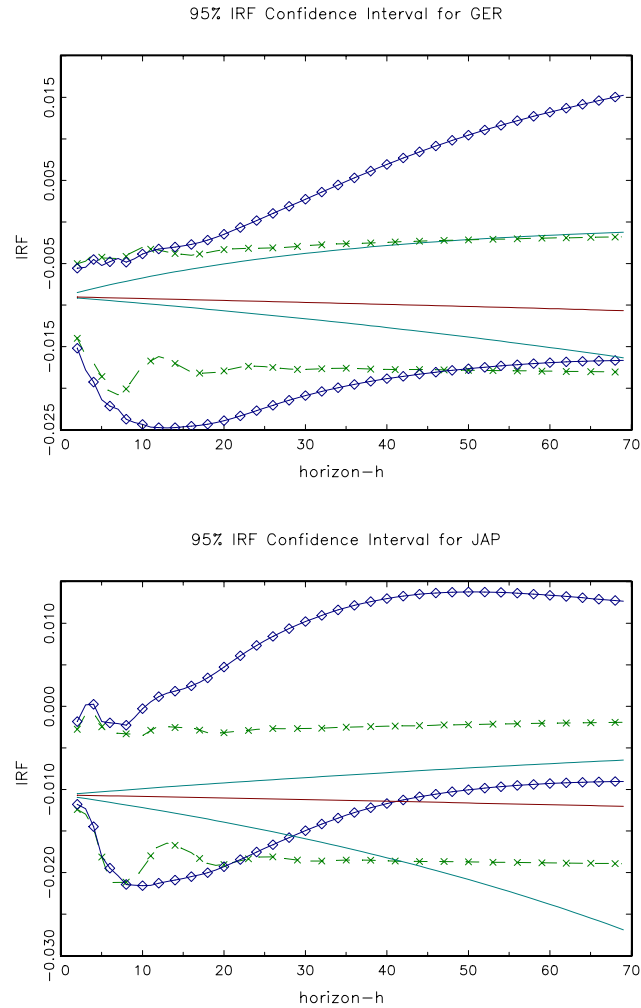 95% IRF Confidence Interval for GER
0.015
0.005
-0.005
-0.015
-0.025
IRF
0 10 20 30 40 50 60 70
horizon-h
95% IRF Confidence Interval for JAP
0.010
0.000
-0.010
-0.020
-0.030
IRF
0 10 20 30 40 50 60 70
horizon-h